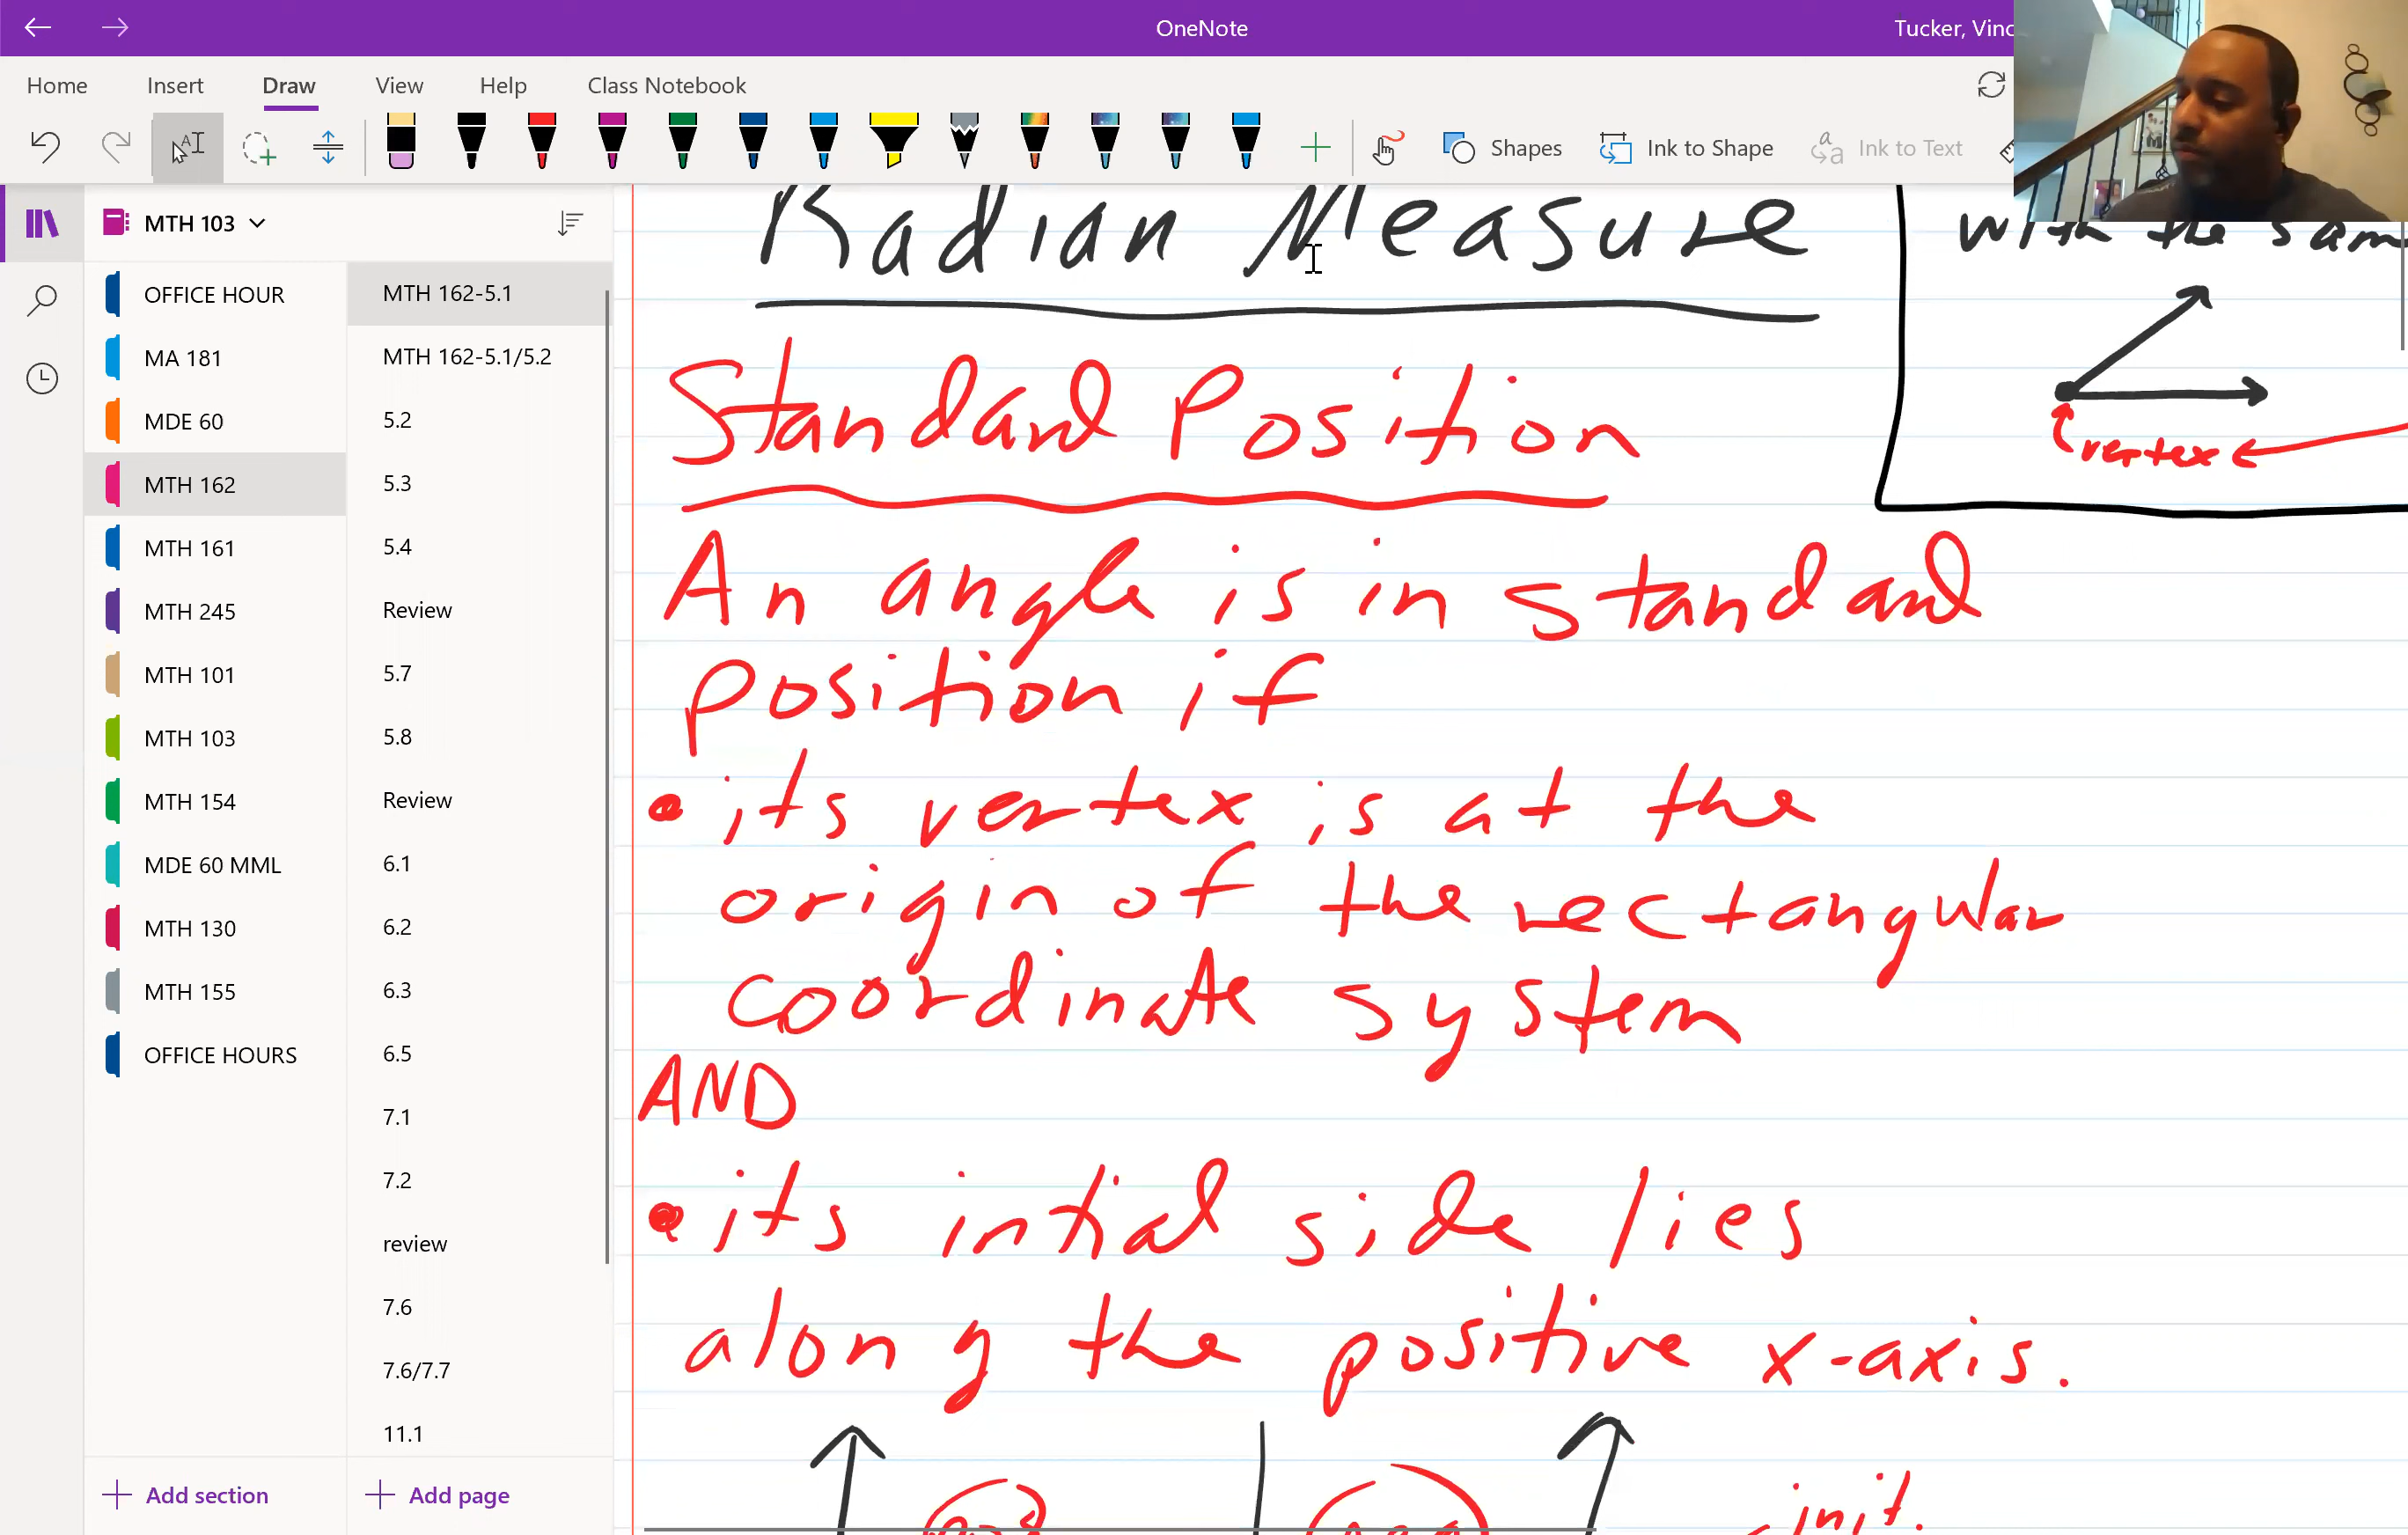 OneNote
Tucker, Vinc
Home Insert Draw View Help Class Notebook
Shapes Ink to Shape Ink to Text
MTH 103
OFFICE HOUR
MA 181
MDE 60
MTH 162
MTH 161
MTH 245
MTH 101
MTH 103
MTH 154
MDE 60 MML
MTH 130
MTH 155
OFFICE HOURS
Add section
MTH 162-5.1
MTH 162-5.1/5.2
5.2
5.3
5.4
Review
5.7
5.8
Review
6.1
6.2
6.3
6.5
7.1
7.2
review
7.6
7.6/7.7
11.1
Add page
Radian Measure
Standard Position
An angle is in standard
position if
• its vertex is at the
origin of the rectangular
coordinate system
AND
• its intial side lies
along the positive x-axis.
init.
with the sam
vertex